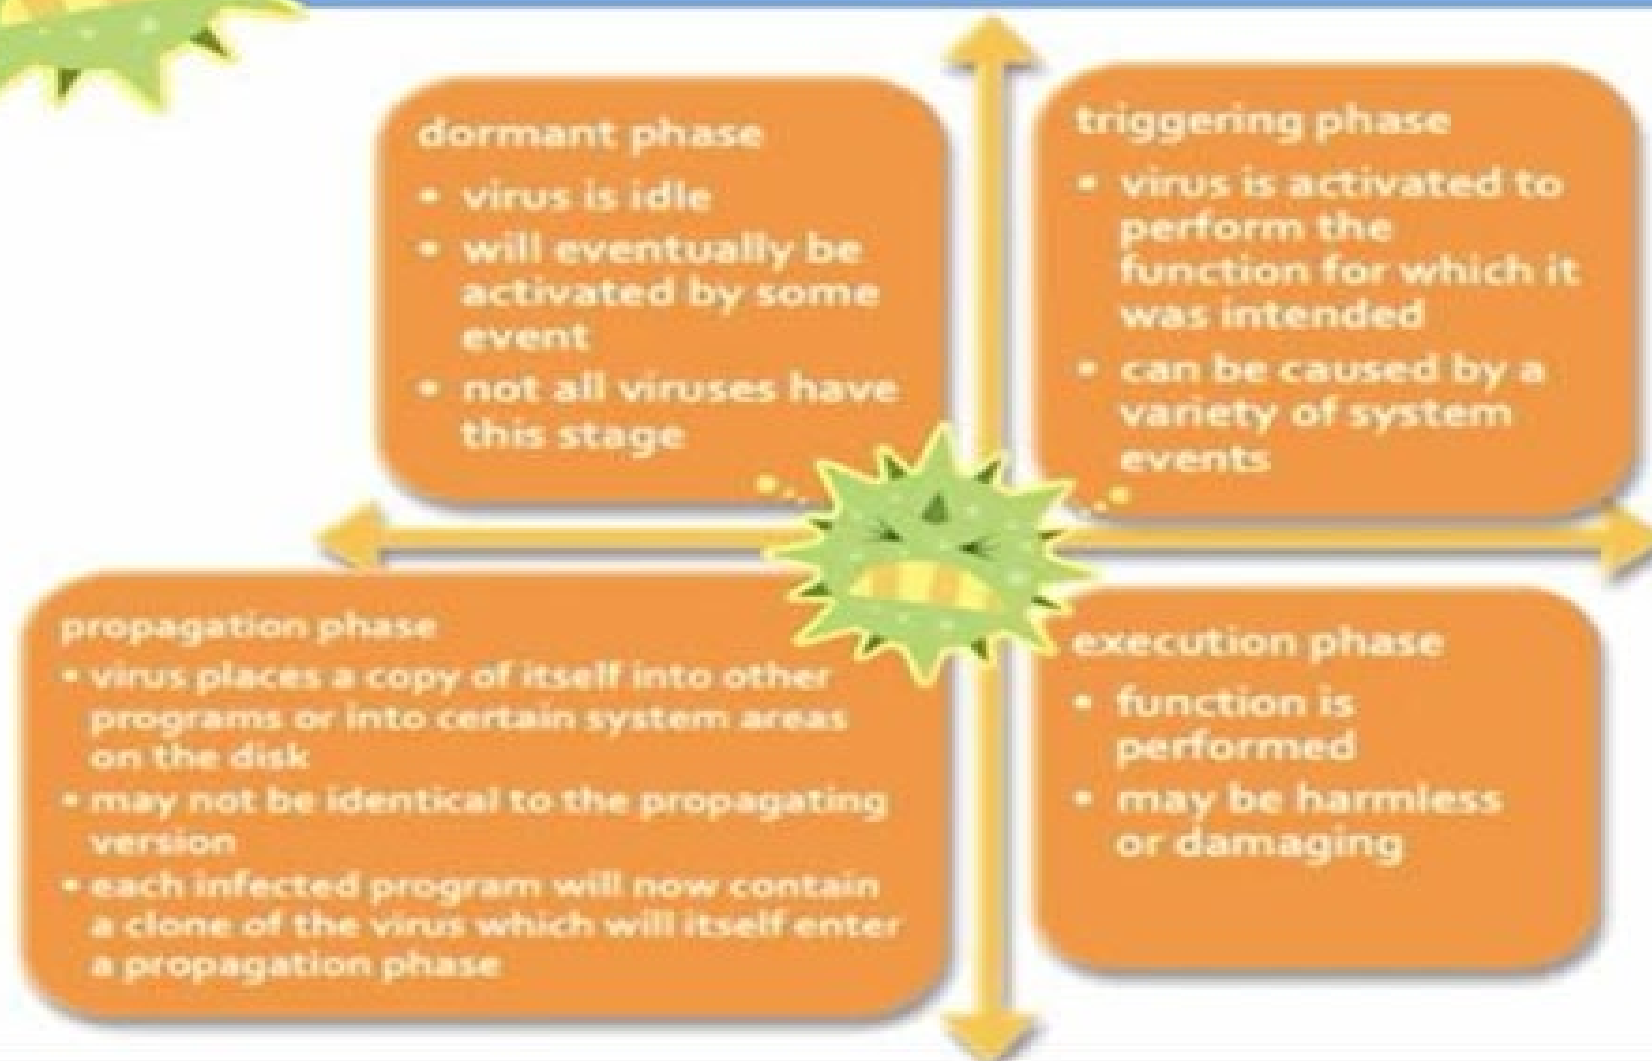 dormant phase
• virus is idle
• will eventually be
activated by some
event
• not all viruses have
this stage
triggering phase
• virus is activated to
perform the
function for which it
was intended
• can be caused by a
variety of system
events
propagation phase
• virus places a copy of itself into other
programs or into certain system areas
on the disk
• may not be identical to the propagating
version
• each infected program will now contain
a clone of the virus which will itself enter
a propagation phase
execution phase
• function is
performed
• may be harmless
or damaging